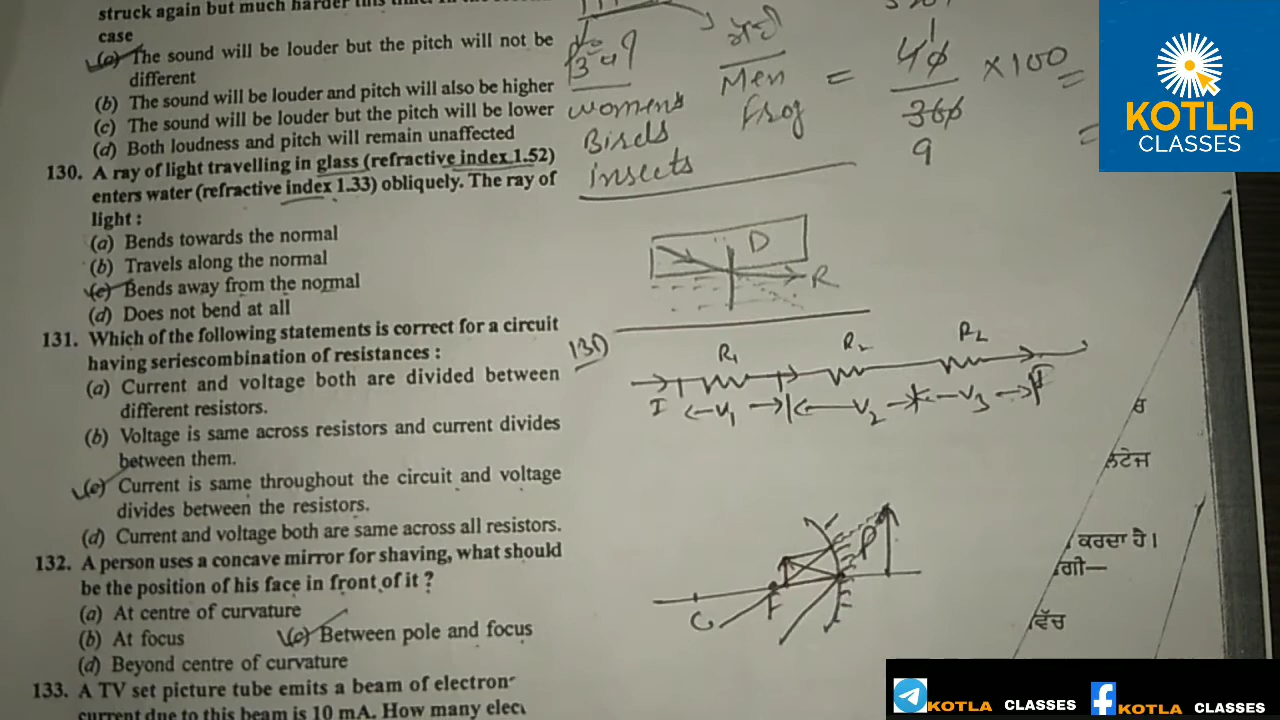 struck again but much harder this time. In the second
case
(a) The sound will be louder but the pitch will not be
different
(b) The sound will be louder and pitch will also be higher
(c) The sound will be louder but the pitch will be lower
(d) Both loudness and pitch will remain unaffected
130. A ray of light travelling in glass (refractive index 1.52)
enters water (refractive index 1.33) obliquely. The ray of
light :
(a) Bends towards the normal
(b) Travels along the normal
(c) Bends away from the normal
(d) Does not bend at all
131. Which of the following statements is correct for a circuit
having seriescombination of resistances :
(a) Current and voltage both are divided between
different resistors.
(b) Voltage is same across resistors and current divides
between them.
(c) Current is same throughout the circuit and voltage
divides between the resistors.
(d) Current and voltage both are same across all resistors.
132. A person uses a concave mirror for shaving, what should
be the position of his face in front of it ?
(a) At centre of curvature
(b) At focus (c) Between pole and focus
(d) Beyond centre of curvature
133. A TV set picture tube emits a beam of electron
current due to this beam is 10 mA. How many elec
womens
Birds
insects
Men
frog
= 40 × 100 =
360
9
D
R
131)
R1 R2 R2
I V1 V2 V3
C F P
ਲਟੇਜ
ਕਰਦਾ ਹੈ।
ਗੀ—
ਵਿੱਚ
KOTLA
CLASSES
KOTLA CLASSES KOTLA CLASSES